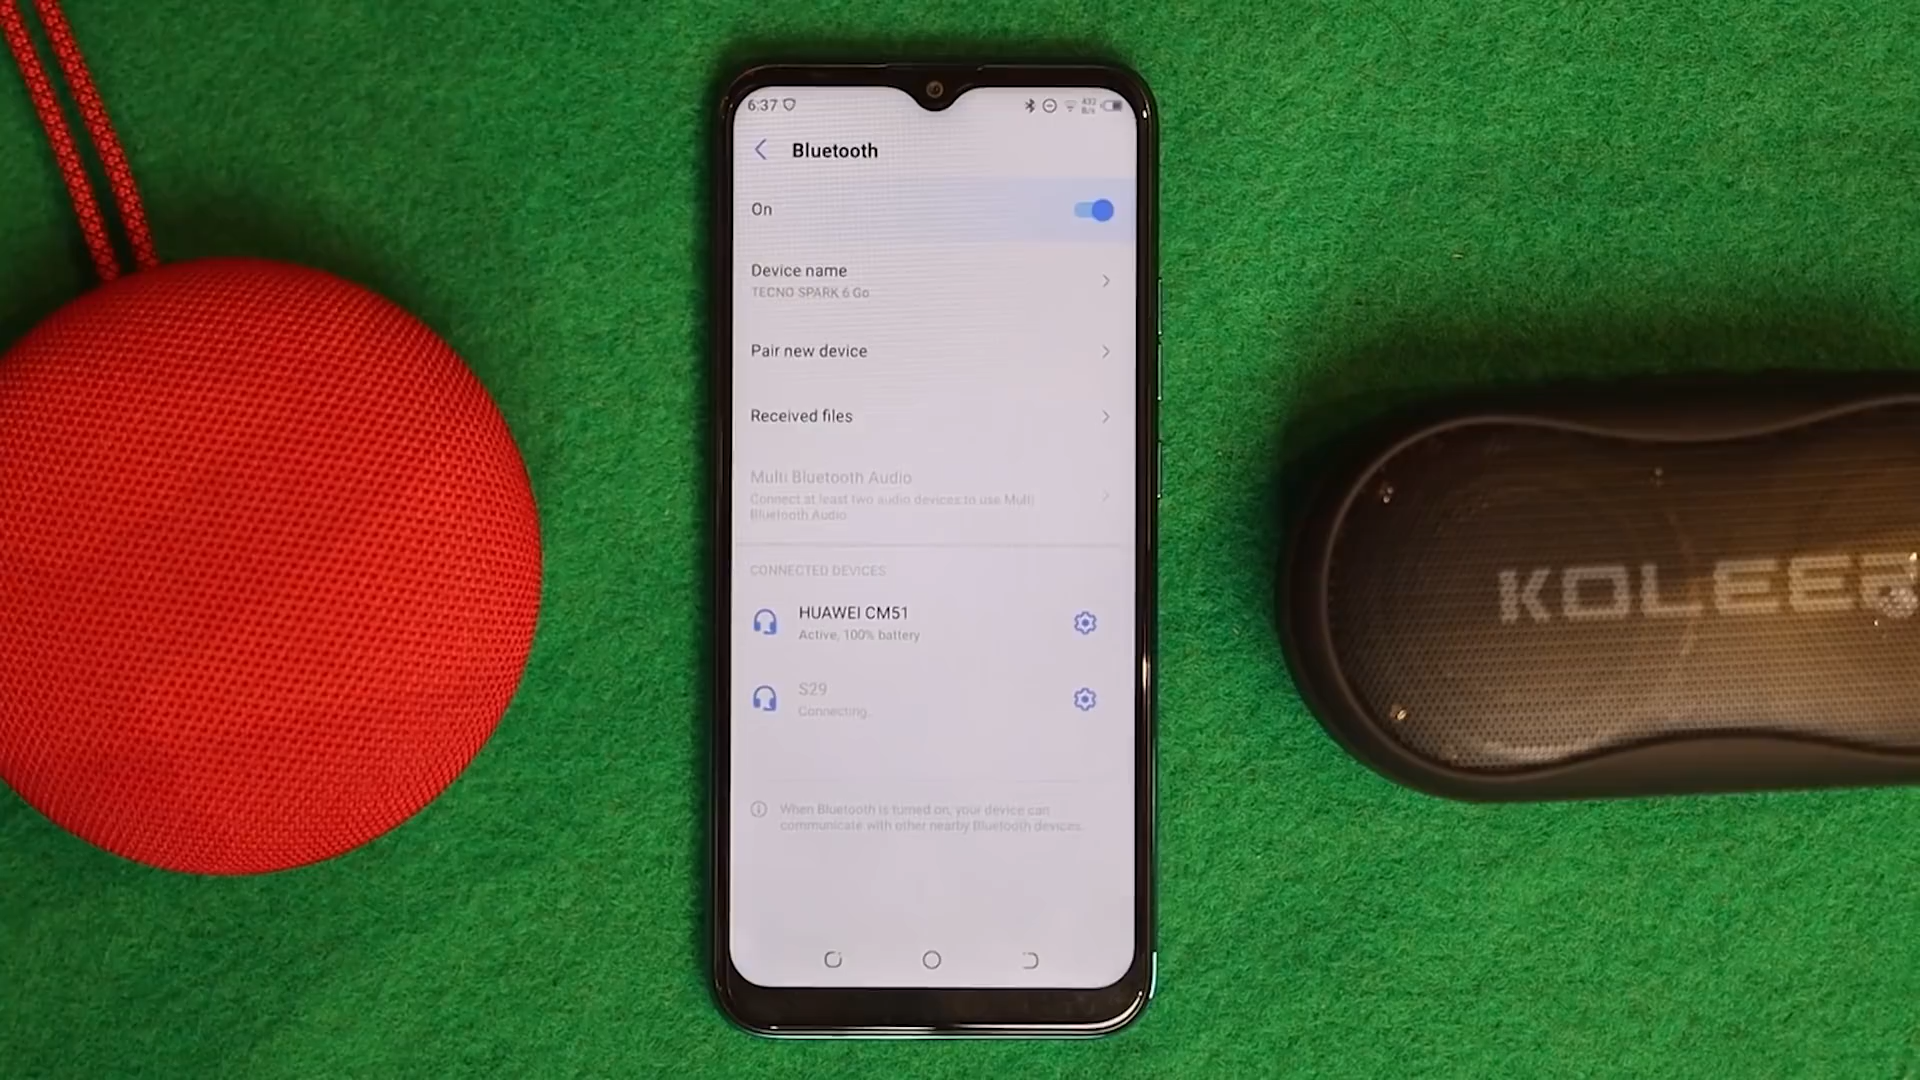 6:37
432
B/s
Bluetooth
On
Device name
TECNO SPARK 6 Go
Pair new device
Received files
Multi Bluetooth Audio
Connect at least two audio devices to use Multi
Bluetooth Audio
CONNECTED DEVICES
HUAWEI CM51
Active, 100% battery
S29
Connecting..
When Bluetooth is turned on, your device can
communicate with other nearby Bluetooth devices.
KOLEER